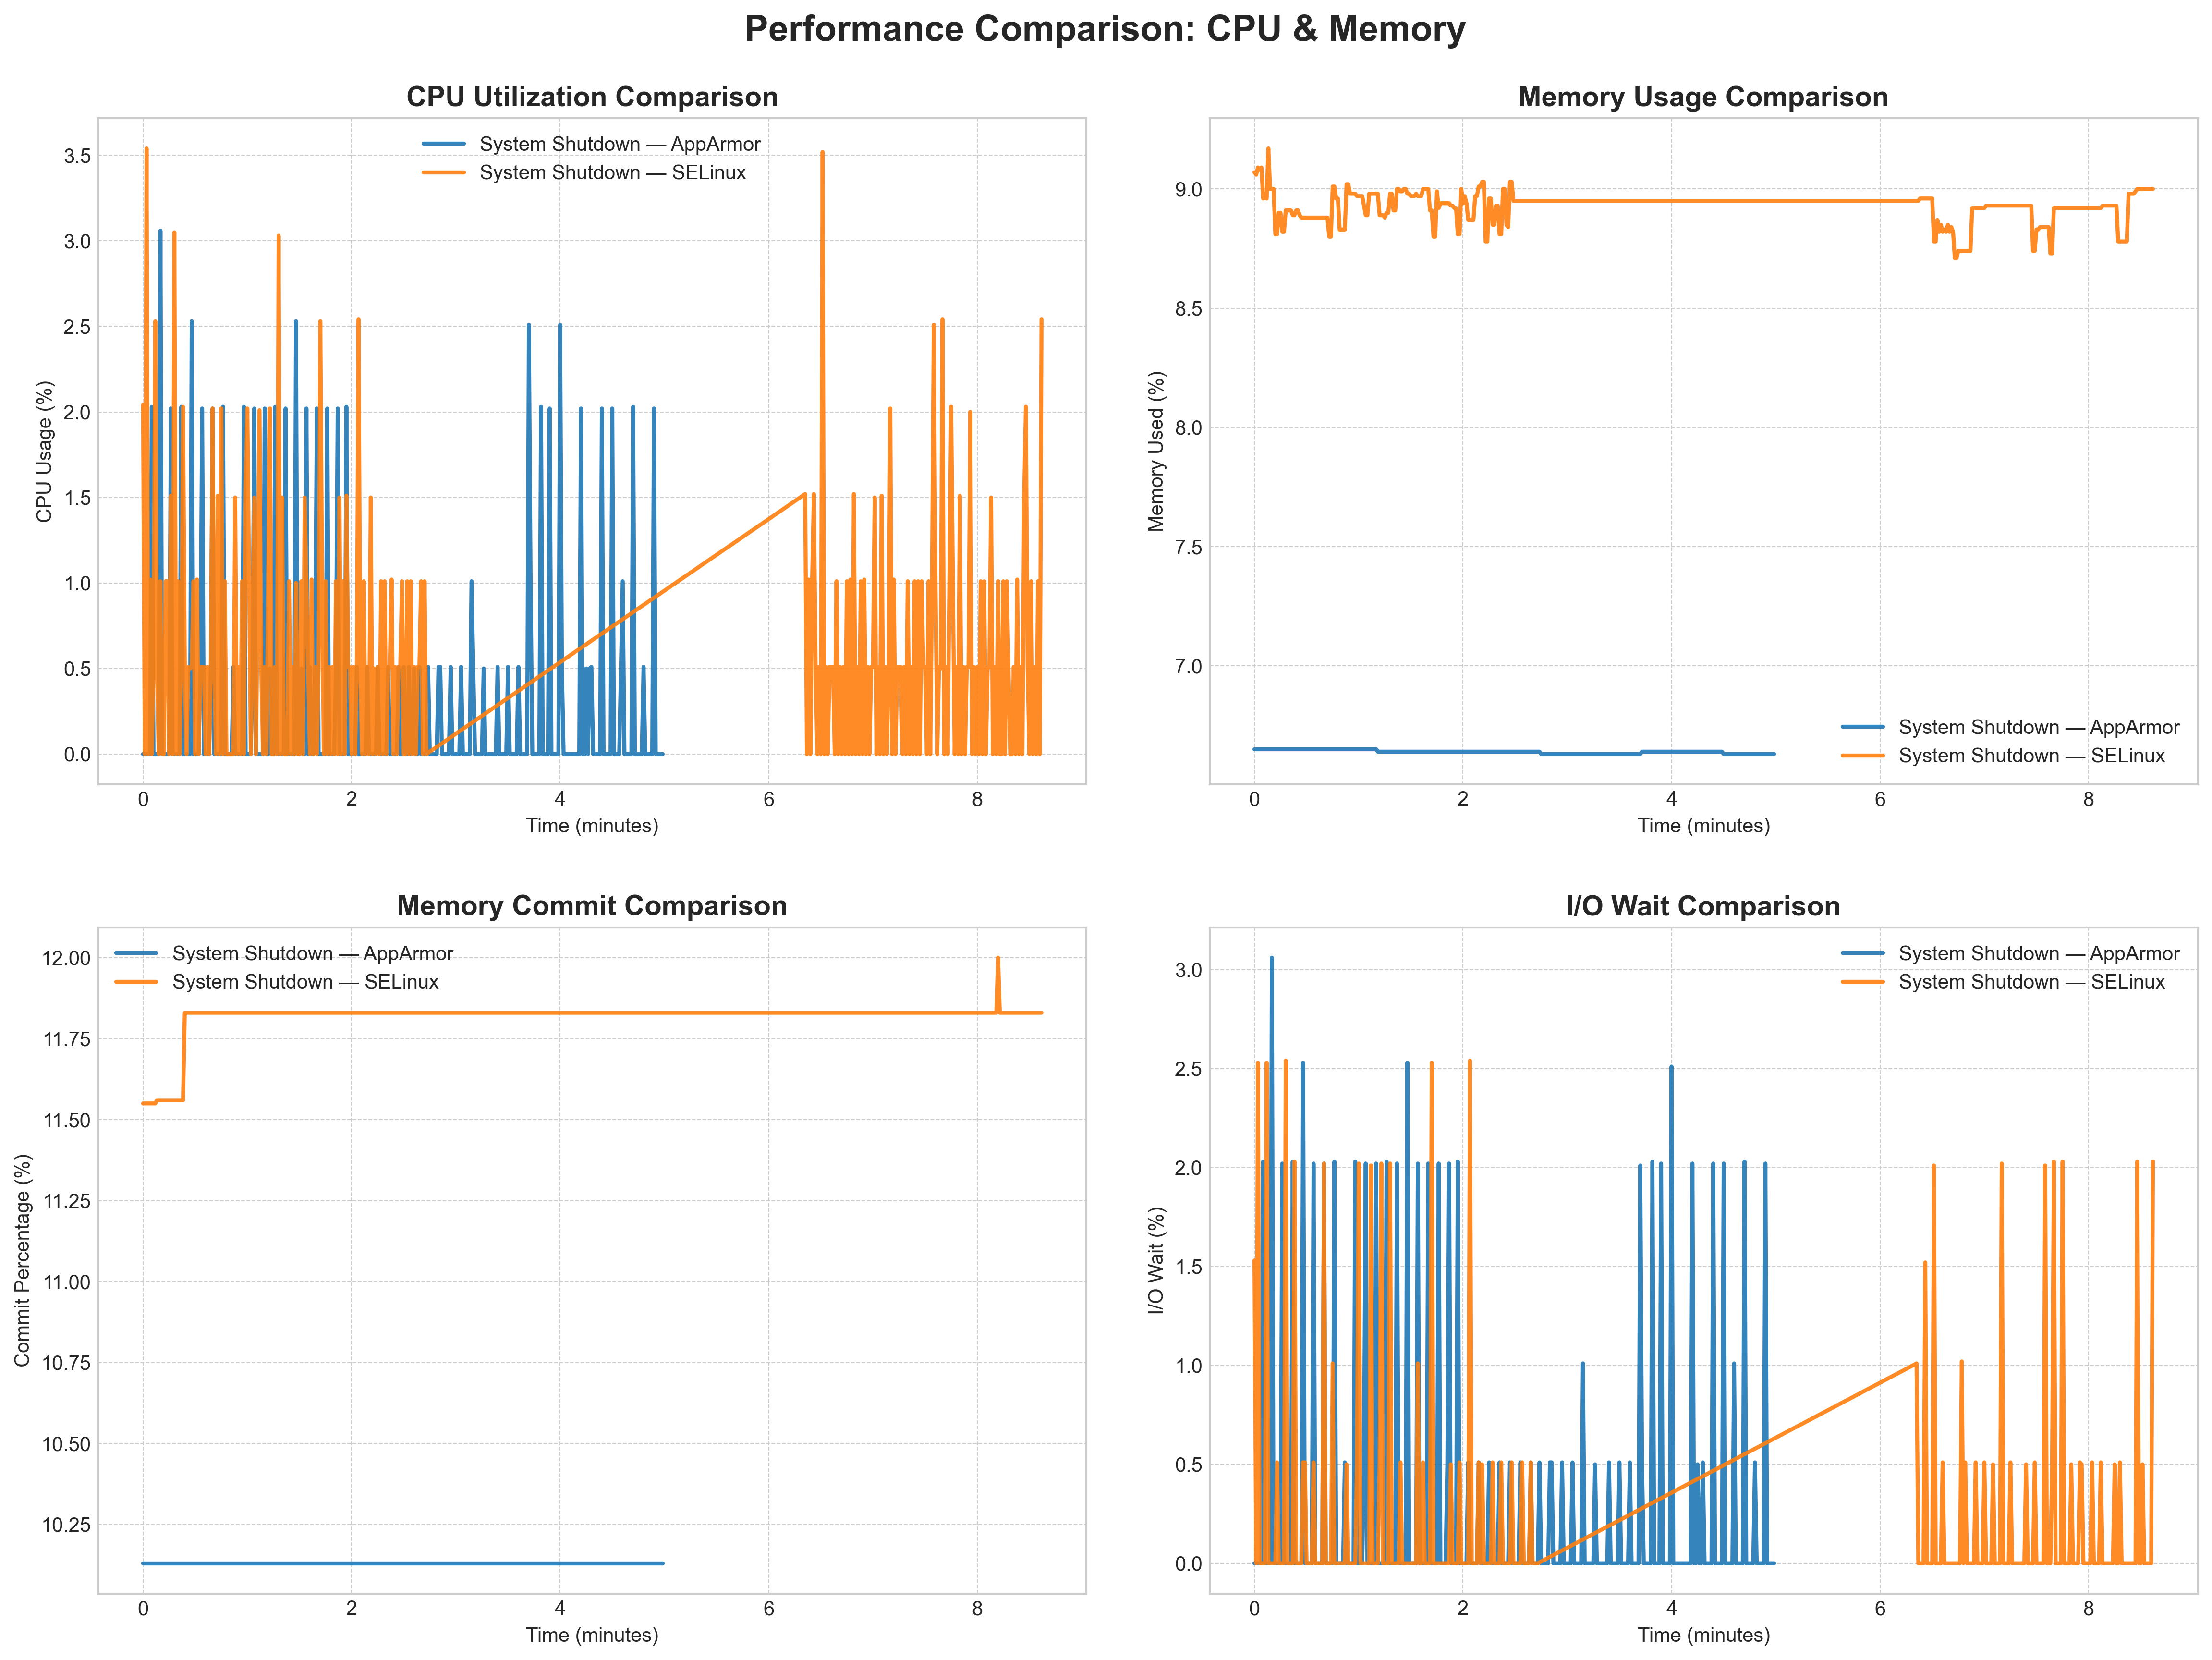 Performance Comparison: CPU & Memory
CPU Utilization Comparison
System Shutdown — AppArmor
System Shutdown — SELinux
CPU Usage (%)
3.5
3.0
2.5
2.0
1.5
1.0
0.5
0.0
0 2 4 6 8
Time (minutes)
Memory Usage Comparison
Memory Used (%)
9.0
8.5
8.0
7.5
7.0
System Shutdown — AppArmor
System Shutdown — SELinux
0 2 4 6 8
Time (minutes)
Memory Commit Comparison
System Shutdown — AppArmor
System Shutdown — SELinux
Commit Percentage (%)
12.00
11.75
11.50
11.25
11.00
10.75
10.50
10.25
0 2 4 6 8
Time (minutes)
I/O Wait Comparison
System Shutdown — AppArmor
System Shutdown — SELinux
I/O Wait (%)
3.0
2.5
2.0
1.5
1.0
0.5
0.0
0 2 4 6 8
Time (minutes)